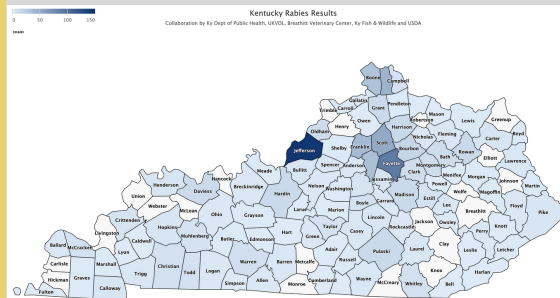 Kentucky Rabies Results
Collaboration by Ky Dept of Public Health, UKVDL, Breathitt Veterinary Center, Ky Fish & Wildlife and USDA
0 50 100 150
Boone
Campbell
Gallatin
Pendleton
Trimble Carroll Grant
Mason
Owen Robertson Lewis Greenup
Oldham Henry Harrison
Nicholas Fleming Carter Boyd
Jefferson Shelby Franklin Scott Bourbon
Bath Rowan Elliott Lawrence
Spencer Anderson Fayette Montgomery
Meade Bullitt Clark Menifee Morgan
Hancock Jessamine Powell Johnson Martin
Henderson Daviess Breckinridge Nelson Washington Madison Wolfe Magoffin
Union Hardin Boyle Garrard Estill Lee Floyd Pike
Webster McLean Larue Marion Breathitt
Ohio Grayson Lincoln Jackson Owsley Knott
Crittenden Hopkins Taylor Casey Rockcastle Perry
Livingston Muhlenberg Butler Edmonson Hart Green
Ballard McCracken Caldwell Clay Leslie Letcher
Lyon Warren Barren Metcalfe Adair Russell Pulaski Laurel
Carlisle Christian Todd Logan Knox Harlan
Hickman Graves Marshall Trigg Simpson Allen Monroe Cumberland Wayne McCreary Whitley Bell
Fulton Calloway